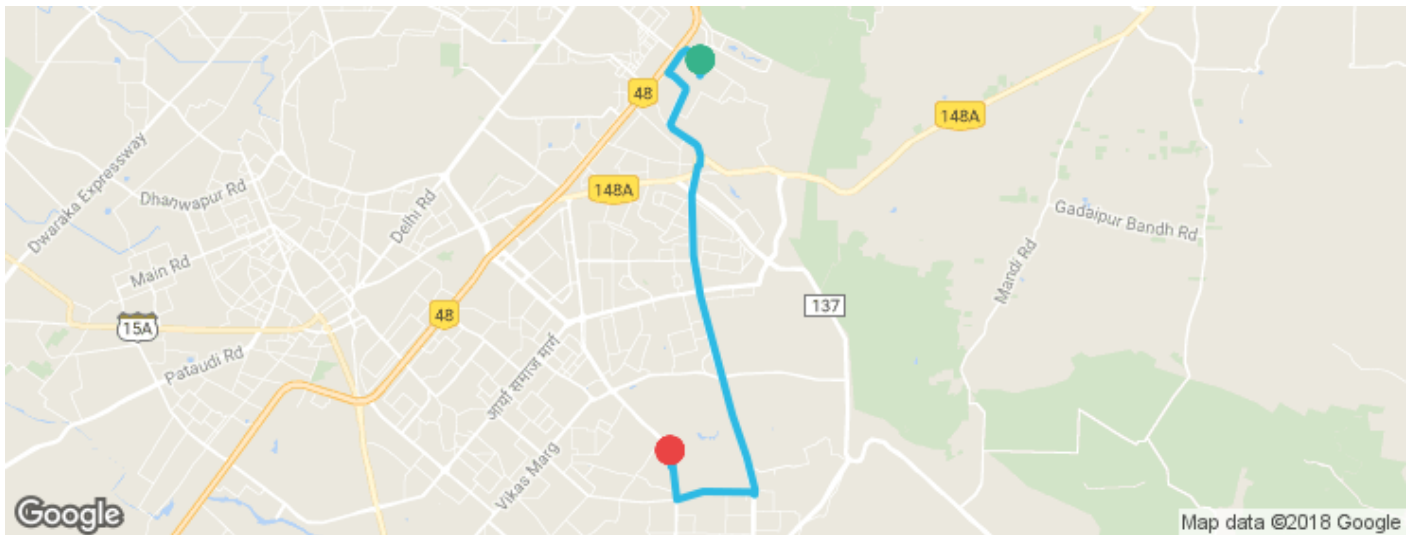 48
148A
148A
Dwaraka Expressway
Dhanwapur Rd
Delhi Rd
Gadaipur Bandh Rd
Main Rd
Mandi Rd
137
48
15A
Pataudi Rd
आर्या समाज मार्ग
Vikas Marg
Google
Map data ©2018 Google